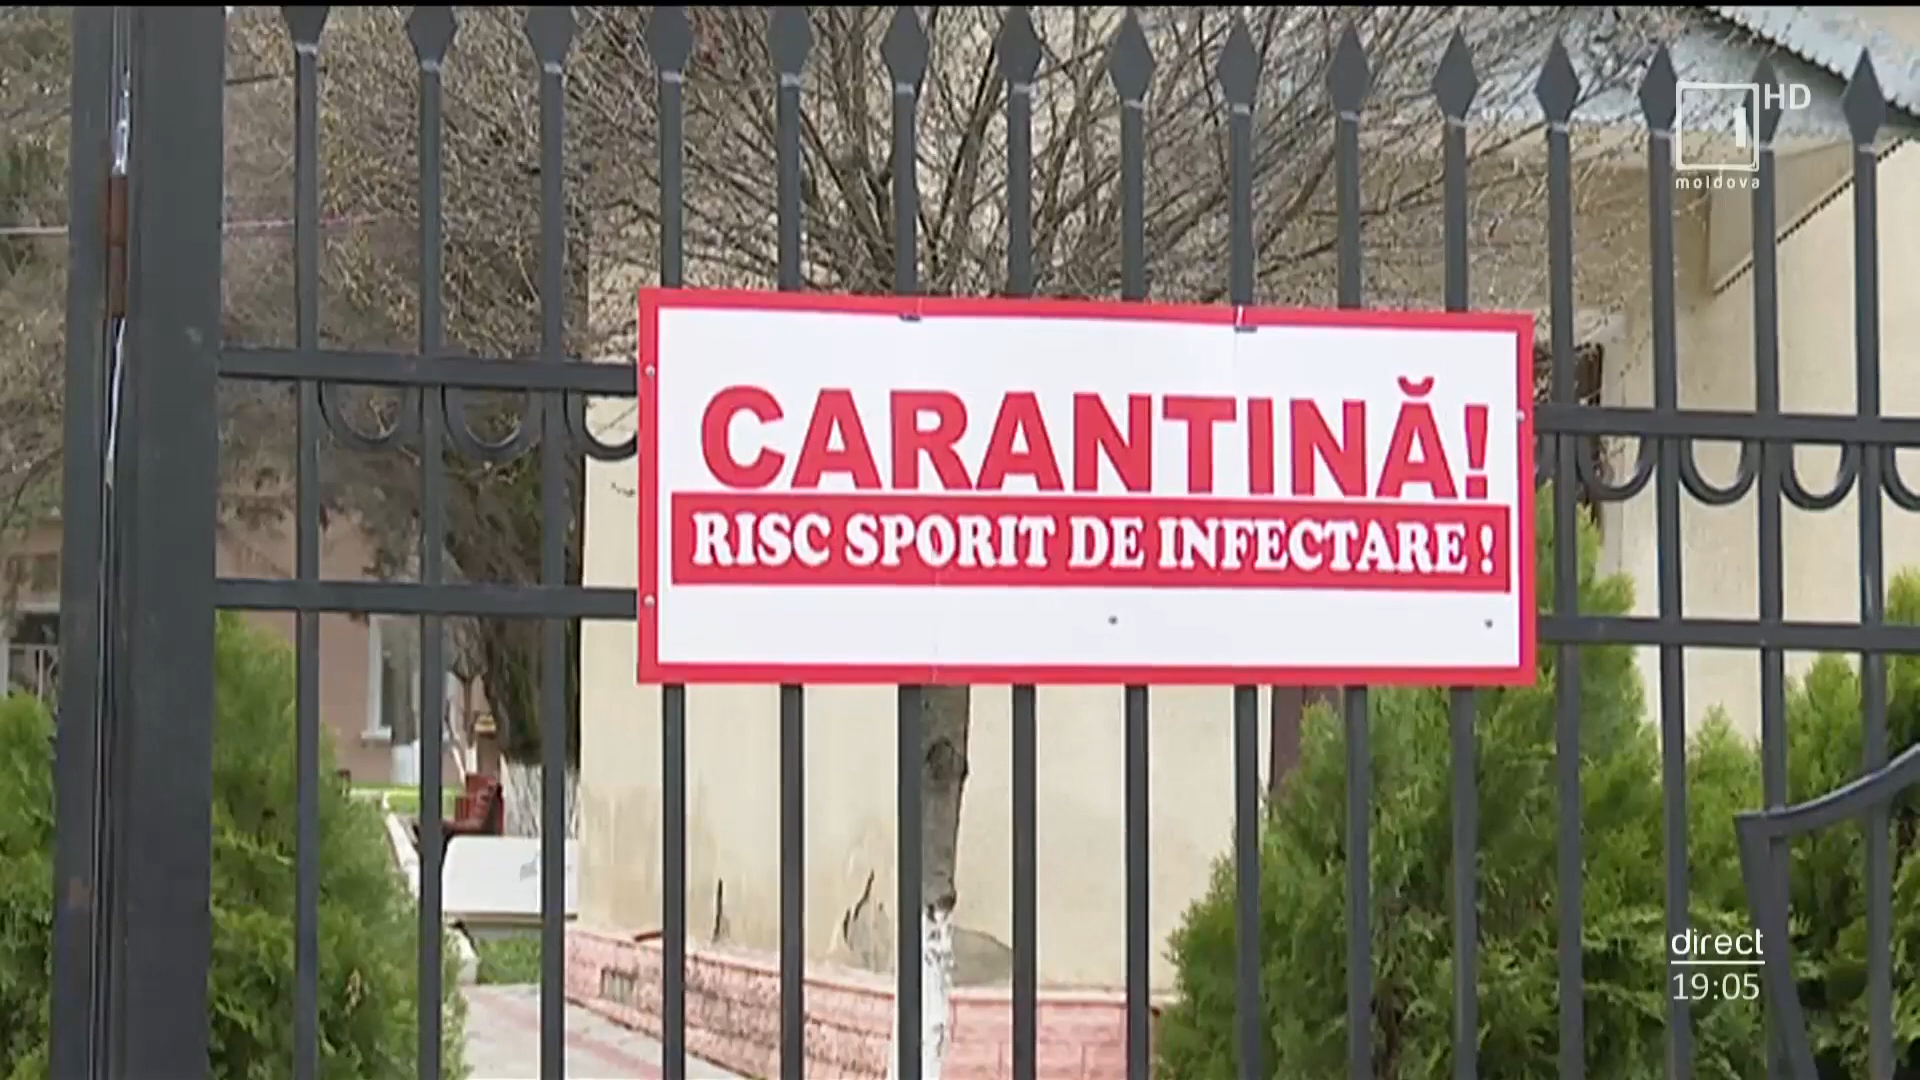 HD
moldova
CARANTINĂ!
RISC SPORIT DE INFECTARE !
direct
19:05